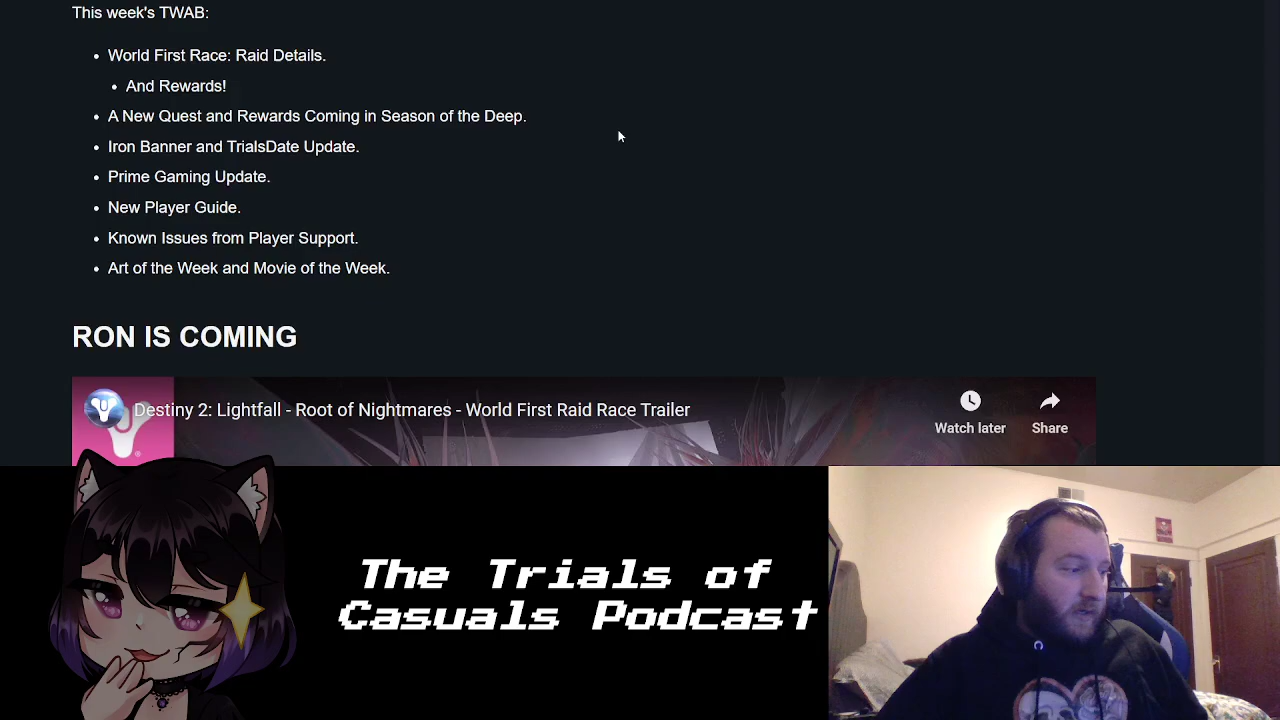 This week's TWAB:
World First Race: Raid Details.
And Rewards!
A New Quest and Rewards Coming in Season of the Deep.
Iron Banner and TrialsDate Update.
Prime Gaming Update.
New Player Guide.
Known Issues from Player Support.
Art of the Week and Movie of the Week.
RON IS COMING
Destiny 2: Lightfall - Root of Nightmares - World First Raid Race Trailer
Watch later
Share
The Trials of
Casuals Podcast